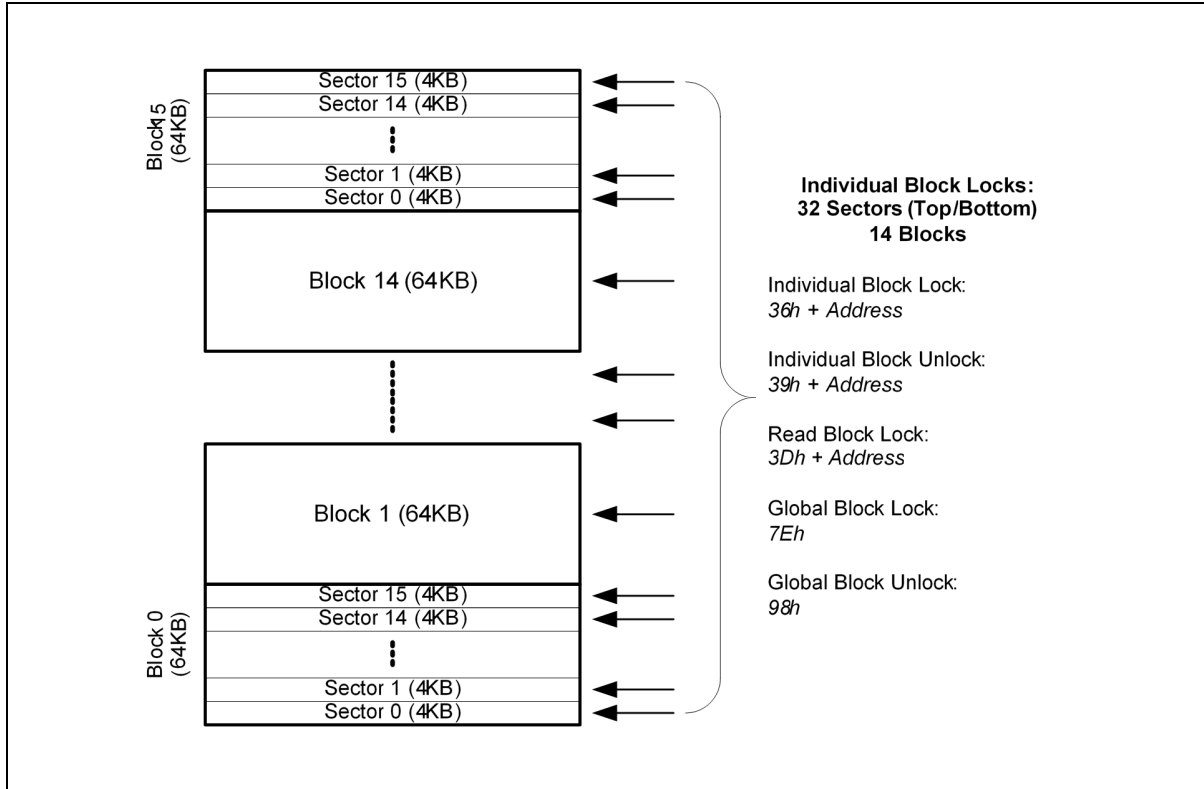 Block 15
(64KB)
Sector 15 (4KB)
Sector 14 (4KB)
Sector 1 (4KB)
Sector 0 (4KB)
Block 14 (64KB)
Block 1 (64KB)
Block 0
(64KB)
Sector 15 (4KB)
Sector 14 (4KB)
Sector 1 (4KB)
Sector 0 (4KB)
Individual Block Locks:
32 Sectors (Top/Bottom)
14 Blocks
Individual Block Lock:
36h + Address
Individual Block Unlock:
39h + Address
Read Block Lock:
3Dh + Address
Global Block Lock:
7Eh
Global Block Unlock:
98h